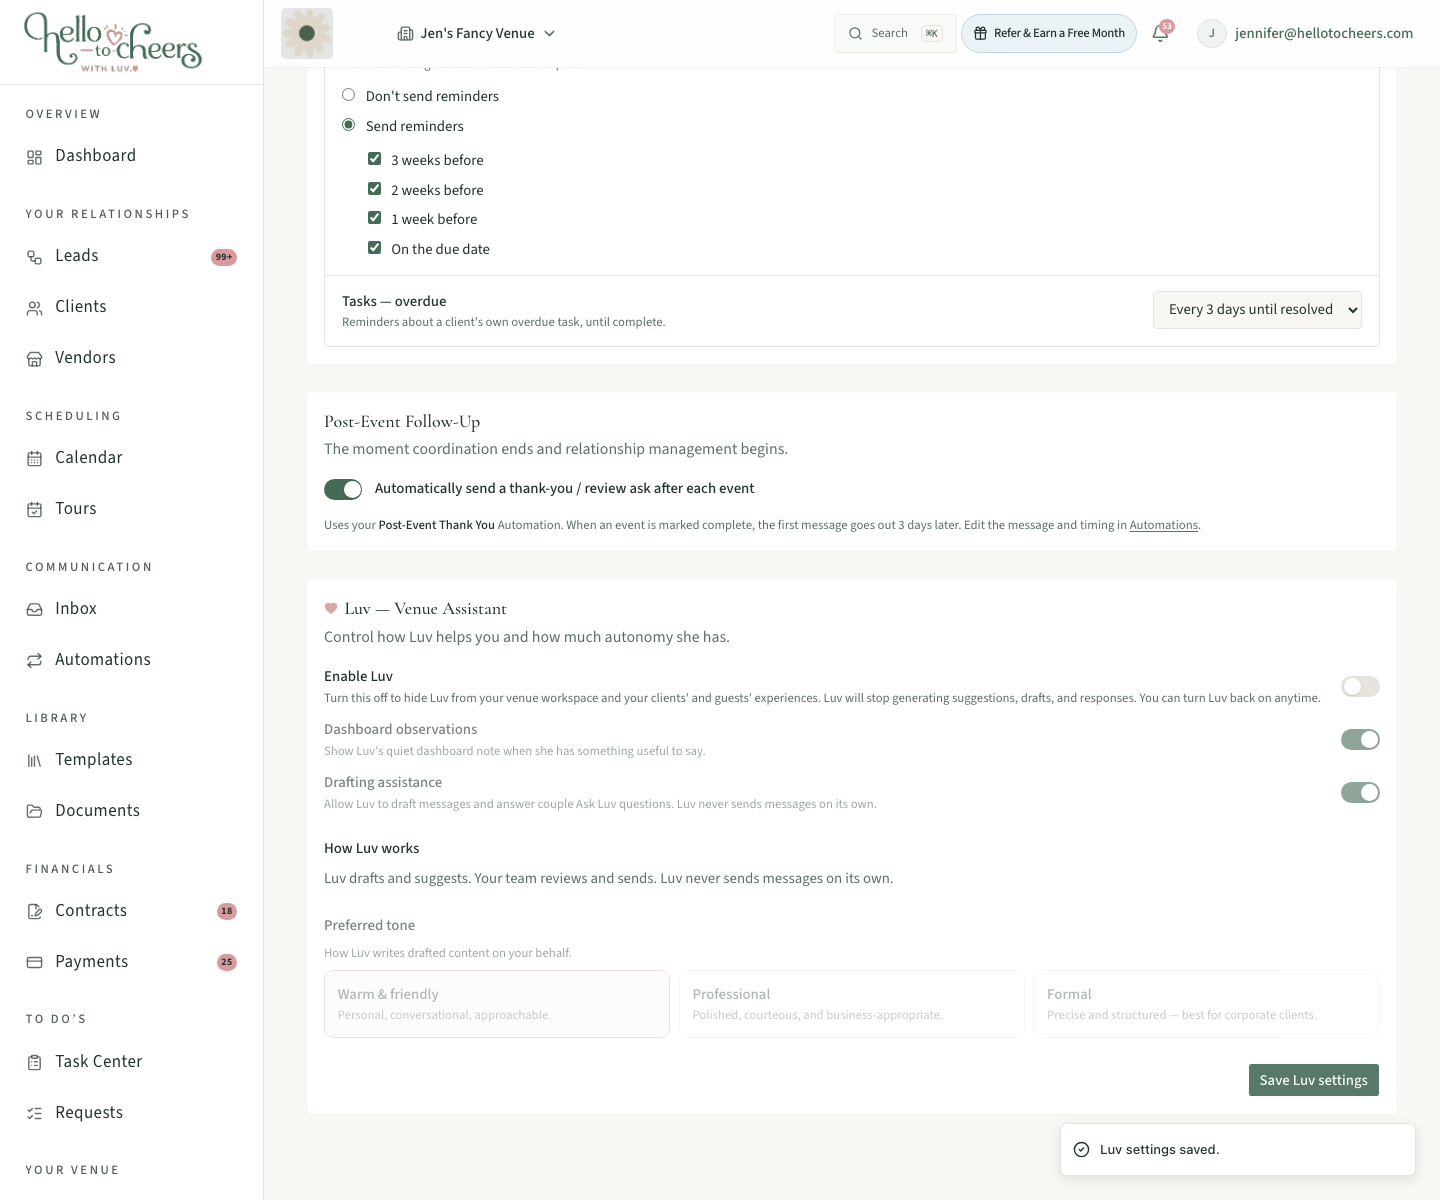 hello
to cheers
WITH LUV.
OVERVIEW
Dashboard
YOUR RELATIONSHIPS
Leads
99+
Clients
Vendors
SCHEDULING
Calendar
Tours
COMMUNICATION
Inbox
Automations
LIBRARY
Templates
Documents
FINANCIALS
Contracts
18
Payments
25
TO DO'S
Task Center
Requests
YOUR VENUE
Jen's Fancy Venue
Search
⌘K
Refer & Earn a Free Month
53
J
jennifer@hellotocheers.com
Don't send reminders
Send reminders
3 weeks before
2 weeks before
1 week before
On the due date
Tasks — overdue
Reminders about a client's own overdue task, until complete.
Every 3 days until resolved
Post-Event Follow-Up
The moment coordination ends and relationship management begins.
Automatically send a thank-you / review ask after each event
Uses your Post-Event Thank You Automation. When an event is marked complete, the first message goes out 3 days later. Edit the message and timing in Automations.
Luv — Venue Assistant
Control how Luv helps you and how much autonomy she has.
Enable Luv
Turn this off to hide Luv from your venue workspace and your clients' and guests' experiences. Luv will stop generating suggestions, drafts, and responses. You can turn Luv back on anytime.
Dashboard observations
Show Luv's quiet dashboard note when she has something useful to say.
Drafting assistance
Allow Luv to draft messages and answer couple Ask Luv questions. Luv never sends messages on its own.
How Luv works
Luv drafts and suggests. Your team reviews and sends. Luv never sends messages on its own.
Preferred tone
How Luv writes drafted content on your behalf.
Warm & friendly
Personal, conversational, approachable.
Professional
Polished, courteous, and business-appropriate.
Formal
Precise and structured — best for corporate clients.
Save Luv settings
Luv settings saved.